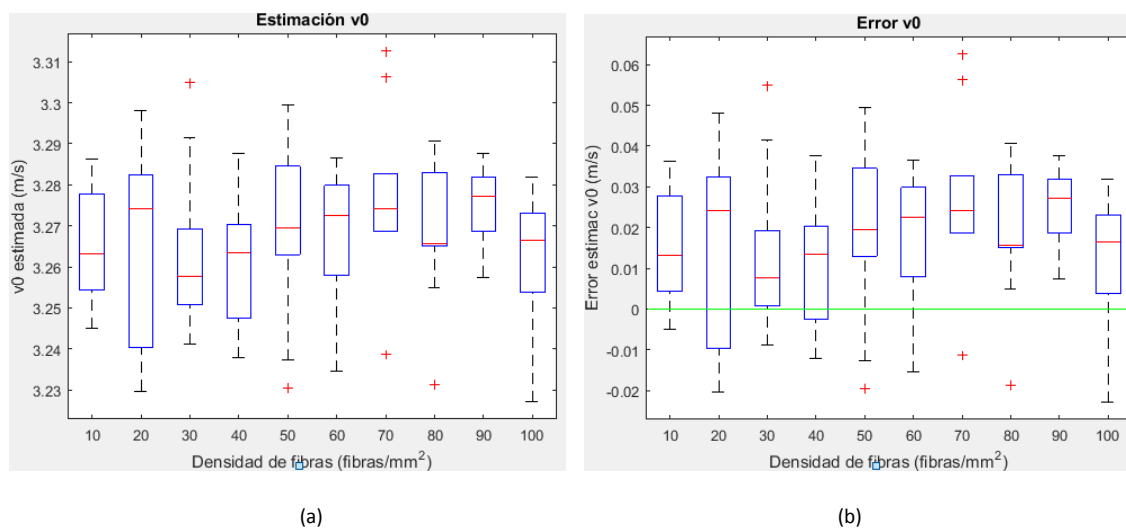 Estimación v0
3.31
3.3
3.29
3.28
3.27
3.26
3.25
3.24
3.23
v0 estimada (m/s)
10 20 30 40 50 60 70 80 90 100
Densidad de fibras (fibras/mm²)
(a)
Error v0
0.06
0.05
0.04
0.03
0.02
0.01
0
-0.01
-0.02
Error estimac v0 (m/s)
10 20 30 40 50 60 70 80 90 100
Densidad de fibras (fibras/mm²)
(b)